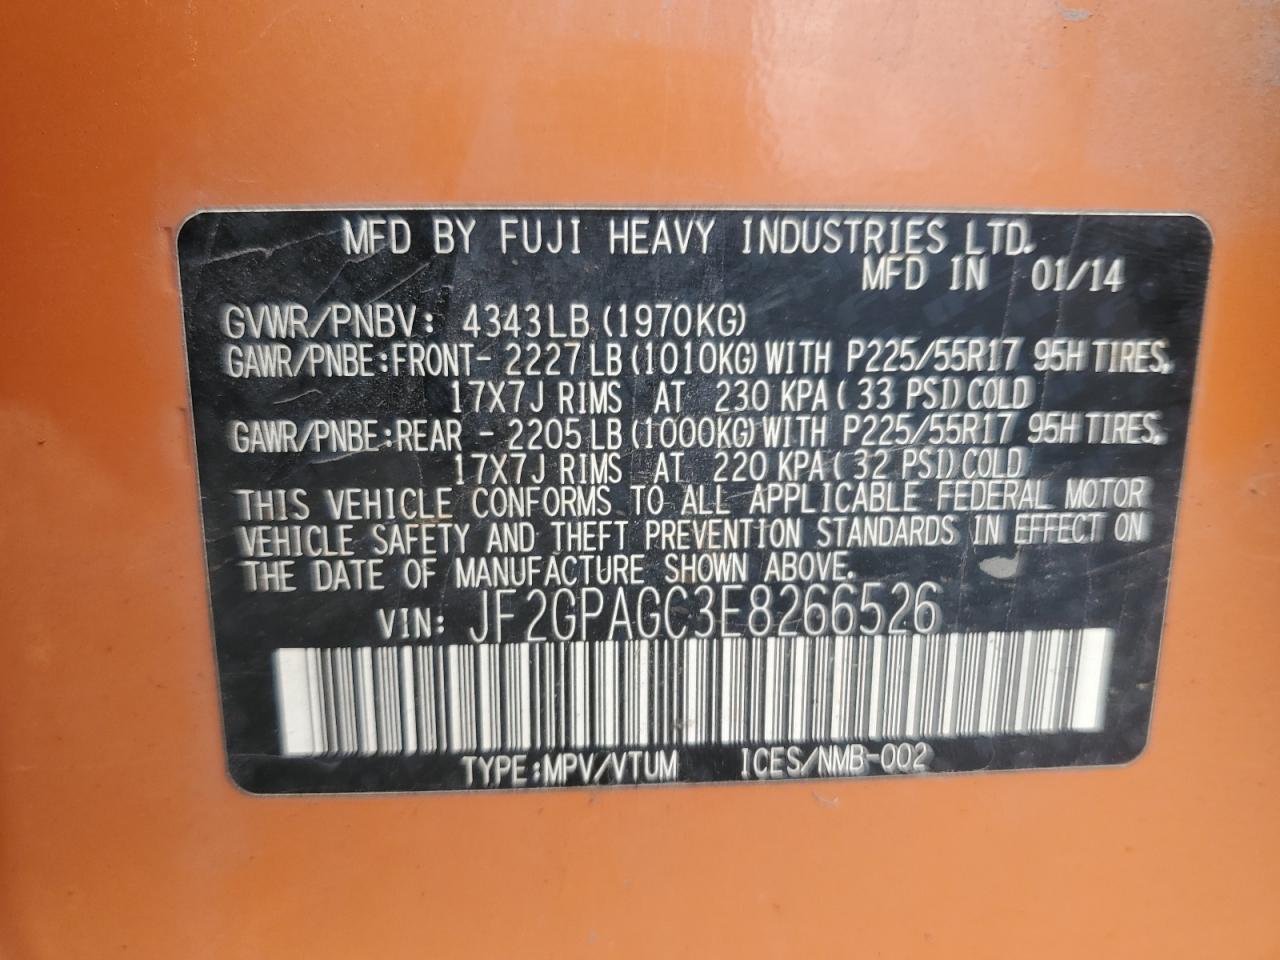 MFD BY FUJI HEAVY INDUSTRIES LTD.
MFD IN 01/14
GVWR/PNBV: 4343LB (1970KG)
GAWR/PNBE:FRONT- 2227LB (1010KG) WITH P225/55R17 95H TIRES,
17X7J RIMS AT 230 KPA (33 PSI) COLD
GAWR/PNBE:REAR - 2205LB (1000KG) WITH P225/55R17 95H TIRES,
17X7J RIMS AT 220 KPA (32 PSI) COLD
THIS VEHICLE CONFORMS TO ALL APPLICABLE FEDERAL MOTOR
VEHICLE SAFETY AND THEFT PREVENTION STANDARDS IN EFFECT ON
THE DATE OF MANUFACTURE SHOWN ABOVE.
VIN: JF2GPAGC3E8266526
TYPE:MPV/VTUM ICES/NMB-002